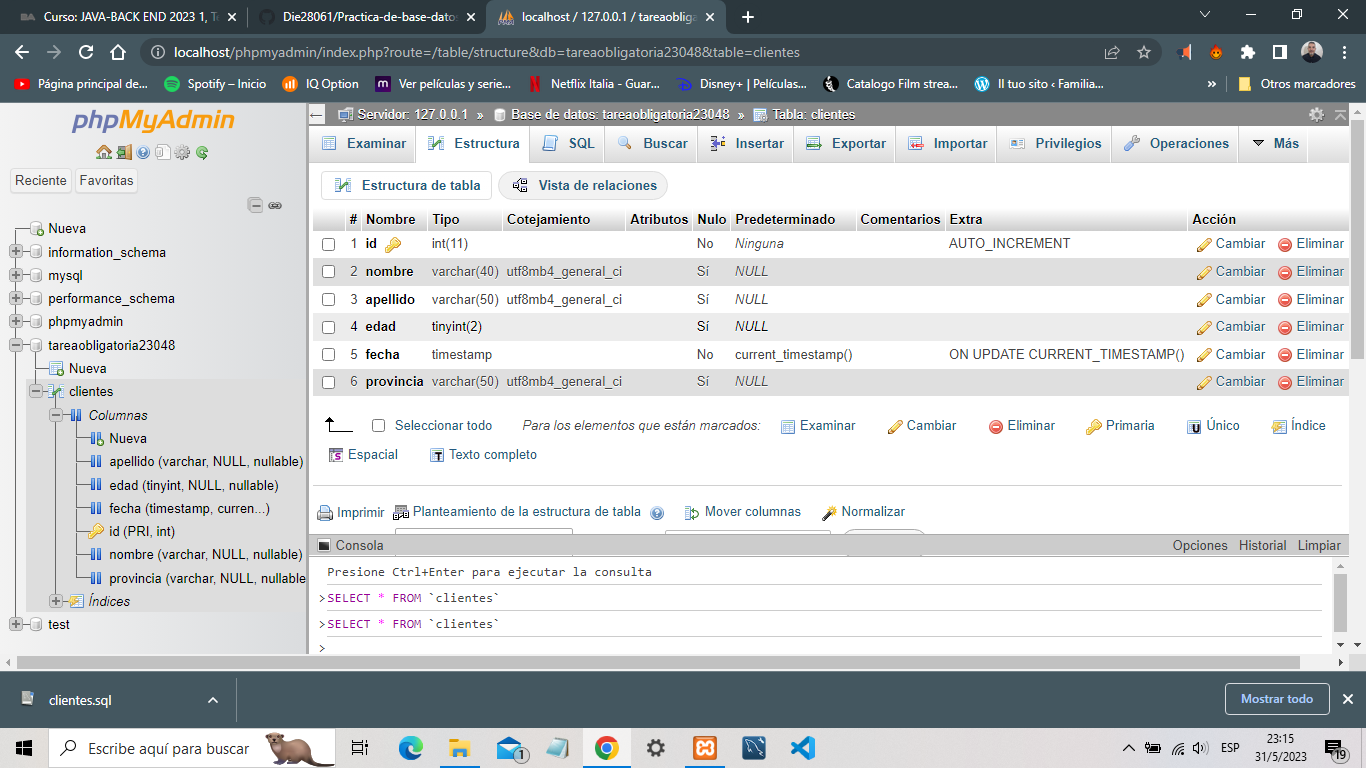 Curso: JAVA-BACK END 2023 1, T
Die28061/Practica-de-base-dato
localhost / 127.0.0.1 / tareaobliga
localhost/phpmyadmin/index.php?route=/table/structure&db=tareaobligatoria23048&table=clientes
Página principal de... Spotify – Inicio IQ Option Ver películas y serie... Netflix Italia - Guar... Disney+ | Películas... Catalogo Film strea... Il tuo sito ‹ Familia... » Otros marcadores
phpMyAdmin
Reciente Favoritas
Nueva
information_schema
mysql
performance_schema
phpmyadmin
tareaobligatoria23048
Nueva
clientes
Columnas
Nueva
apellido (varchar, NULL, nullable)
edad (tinyint, NULL, nullable)
fecha (timestamp, curren...)
id (PRI, int)
nombre (varchar, NULL, nullable)
provincia (varchar, NULL, nullable
Índices
test
Servidor: 127.0.0.1 » Base de datos: tareaobligatoria23048 » Tabla: clientes
Examinar Estructura SQL Buscar Insertar Exportar Importar Privilegios Operaciones Más
Estructura de tabla Vista de relaciones
# Nombre Tipo Cotejamiento Atributos Nulo Predeterminado Comentarios Extra Acción
1 id int(11) No Ninguna AUTO_INCREMENT Cambiar Eliminar
2 nombre varchar(40) utf8mb4_general_ci Sí NULL Cambiar Eliminar
3 apellido varchar(50) utf8mb4_general_ci Sí NULL Cambiar Eliminar
4 edad tinyint(2) Sí NULL Cambiar Eliminar
5 fecha timestamp No current_timestamp() ON UPDATE CURRENT_TIMESTAMP() Cambiar Eliminar
6 provincia varchar(50) utf8mb4_general_ci Sí NULL Cambiar Eliminar
Seleccionar todo Para los elementos que están marcados: Examinar Cambiar Eliminar Primaria Único Índice
Espacial Texto completo
Imprimir Planteamiento de la estructura de tabla Mover columnas Normalizar
Consola Opciones Historial Limpiar
Presione Ctrl+Enter para ejecutar la consulta
>SELECT * FROM `clientes`
>SELECT * FROM `clientes`
>
clientes.sql Mostrar todo
Escribe aquí para buscar
1
ESP
23:15
31/5/2023
19